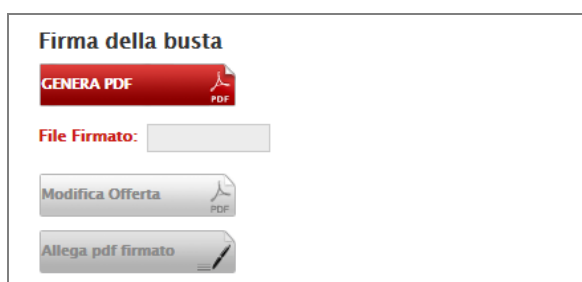 Firma della busta
GENERA PDF
PDF
File Firmato:
Modifica Offerta
PDF
Allega pdf firmato